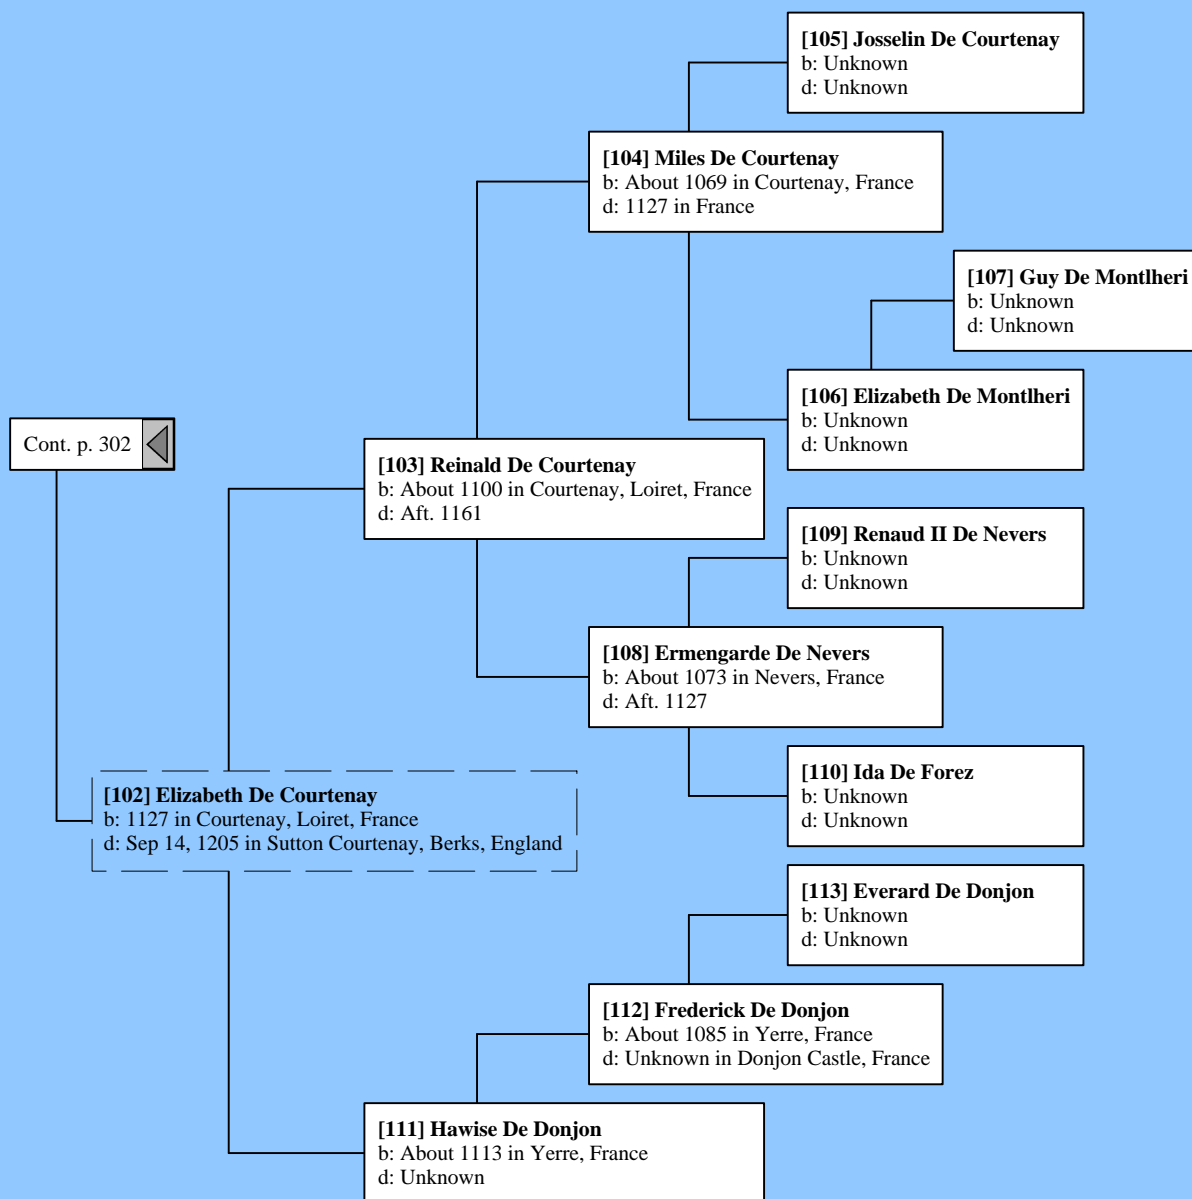 [105] Josselin De Courtenay
b: Unknown
d: Unknown
[104] Miles De Courtenay
b: About 1069 in Courtenay, France
d: 1127 in France
[107] Guy De Montlheri
b: Unknown
d: Unknown
[106] Elizabeth De Montlheri
b: Unknown
d: Unknown
Cont. p. 302
[103] Reinald De Courtenay
b: About 1100 in Courtenay, Loiret, France
d: Aft. 1161
[109] Renaud II De Nevers
b: Unknown
d: Unknown
[108] Ermengarde De Nevers
b: About 1073 in Nevers, France
d: Aft. 1127
[110] Ida De Forez
b: Unknown
d: Unknown
[102] Elizabeth De Courtenay
b: 1127 in Courtenay, Loiret, France
d: Sep 14, 1205 in Sutton Courtenay, Berks, England
[113] Everard De Donjon
b: Unknown
d: Unknown
[112] Frederick De Donjon
b: About 1085 in Yerre, France
d: Unknown in Donjon Castle, France
[111] Hawise De Donjon
b: About 1113 in Yerre, France
d: Unknown